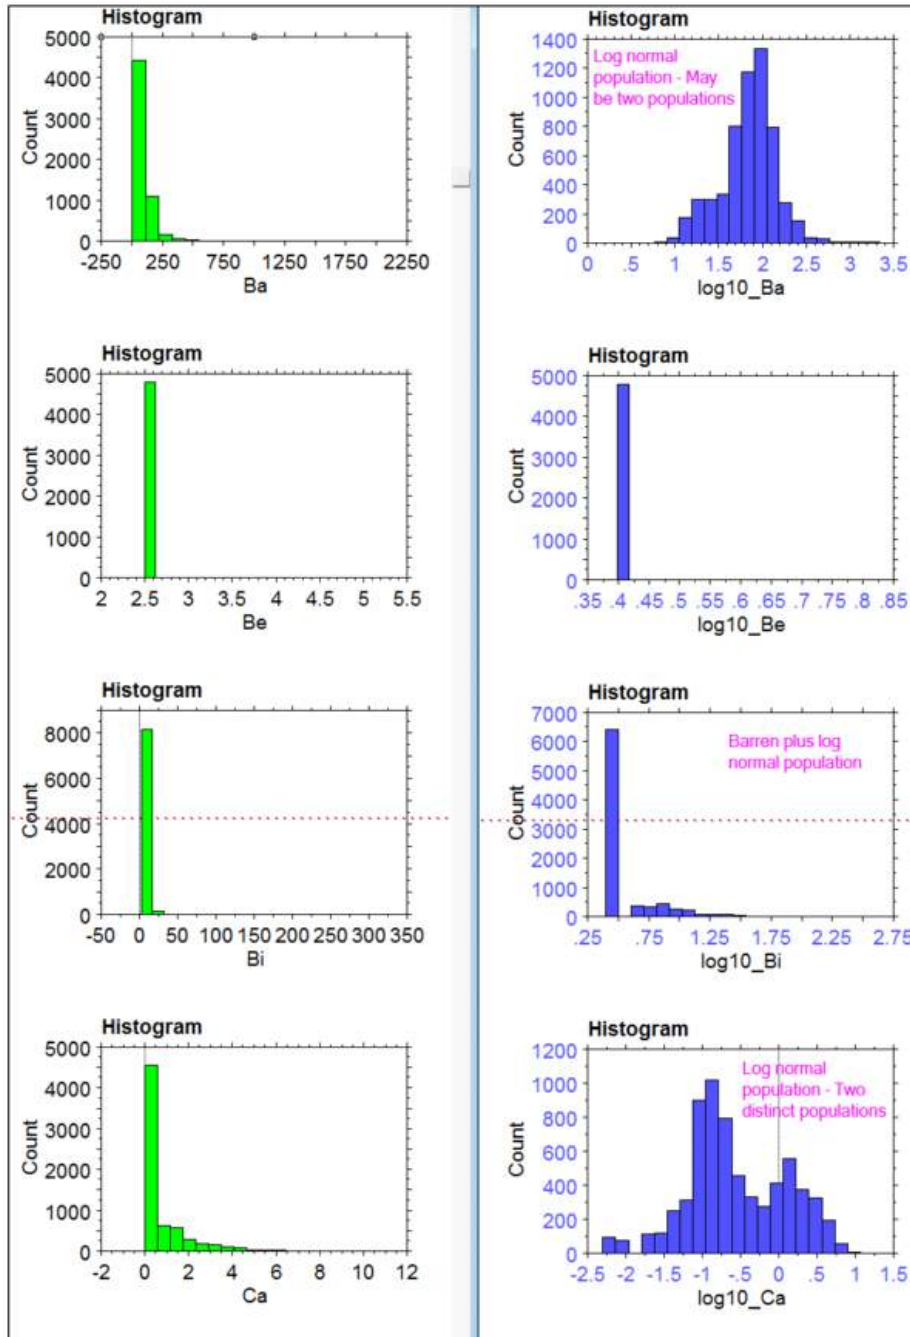 Histogram
5000
4000
3000
2000
1000
0
Count
-250 250 750 1250 1750 2250
Ba
Histogram
1400
1200
1000
800
600
400
200
0
Count
Log normal
population - May
be two populations
0 .5 1 1.5 2 2.5 3 3.5
log10_Ba
Histogram
5000
4000
3000
2000
1000
0
Count
2 2.5 3 3.5 4 4.5 5 5.5
Be
Histogram
5000
4000
3000
2000
1000
0
Count
.35 .4 .45 .5 .55 .6 .65 .7 .75 .8 .85
log10_Be
Histogram
8000
6000
4000
2000
0
Count
-50 0 50 100 150 200 250 300 350
Bi
Histogram
7000
6000
5000
4000
3000
2000
1000
0
Count
Barren plus log
normal population
.25 .75 1.25 1.75 2.25 2.75
log10_Bi
Histogram
5000
4000
3000
2000
1000
0
Count
-2 0 2 4 6 8 10 12
Ca
Histogram
1200
1000
800
600
400
200
0
Count
Log normal
population - Two
distinct populations
-2.5 -2 -1.5 -1 -.5 0 .5 1 1.5
log10_Ca